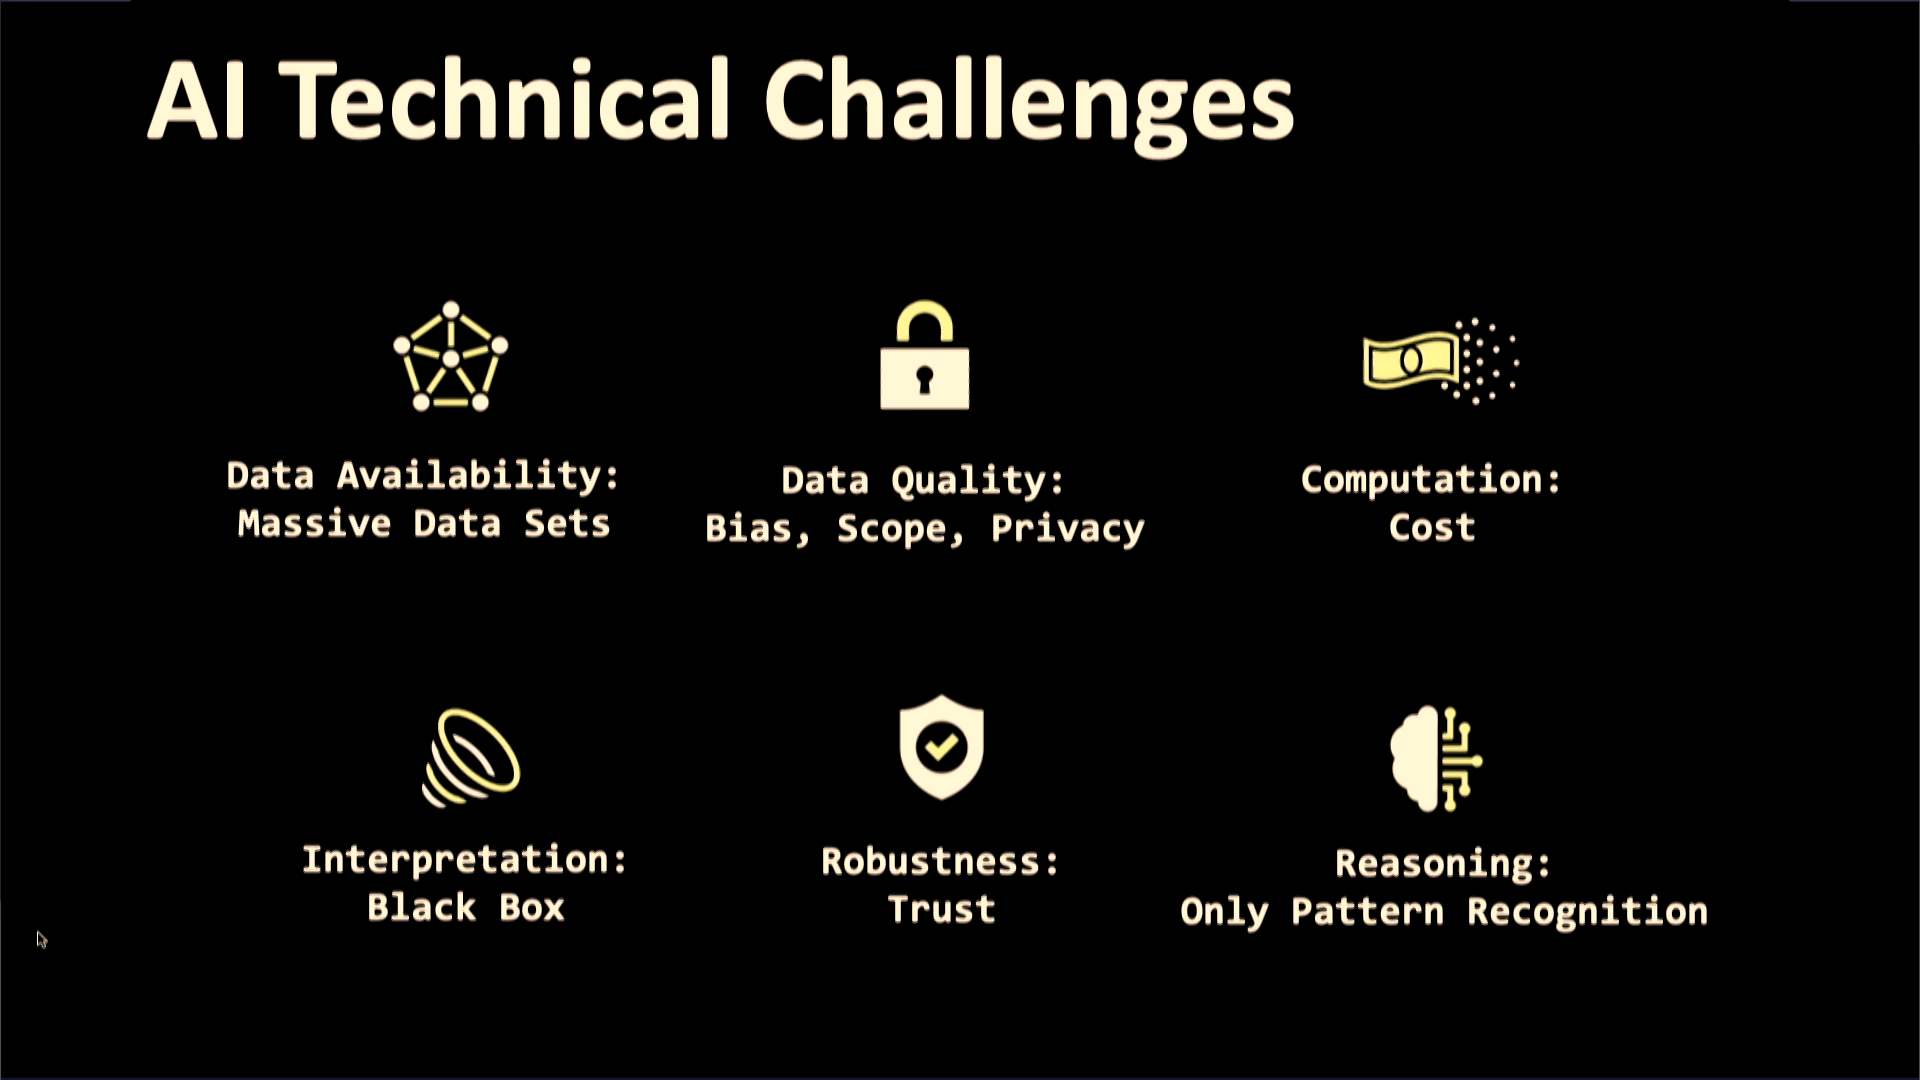 AI Technical Challenges
Data Availability:
Massive Data Sets
Data Quality:
Bias, Scope, Privacy
Computation:
Cost
Interpretation:
Black Box
Robustness:
Trust
Reasoning:
Only Pattern Recognition